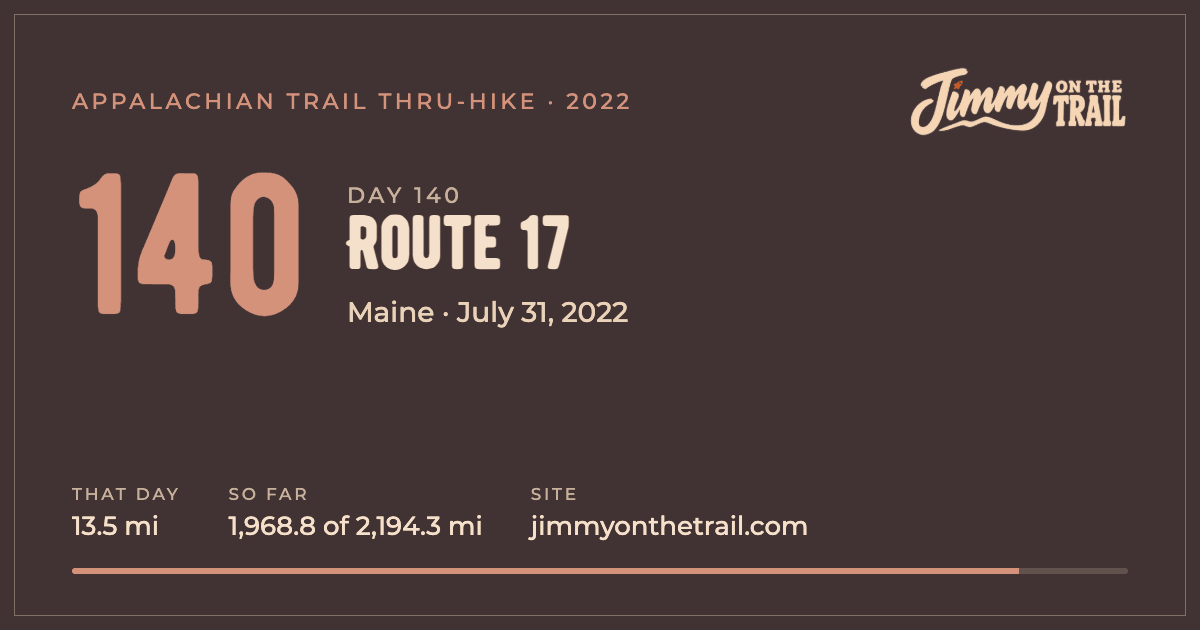 APPALACHIAN TRAIL THRU-HIKE · 2022
Jimmy ON THE TRAIL
140
DAY 140
ROUTE 17
Maine · July 31, 2022
THAT DAY
13.5 mi
SO FAR
1,968.8 of 2,194.3 mi
SITE
jimmyonthetrail.com